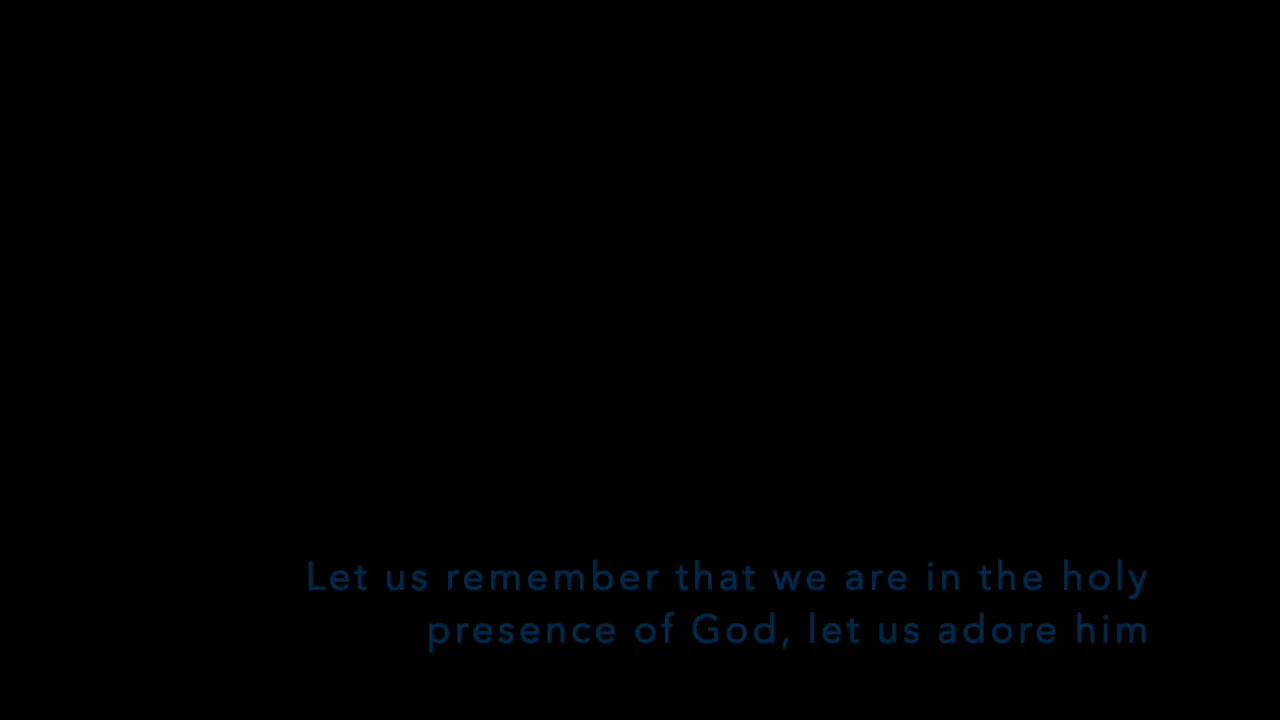 Let us remember that we are in the holy
presence of God, let us adore him